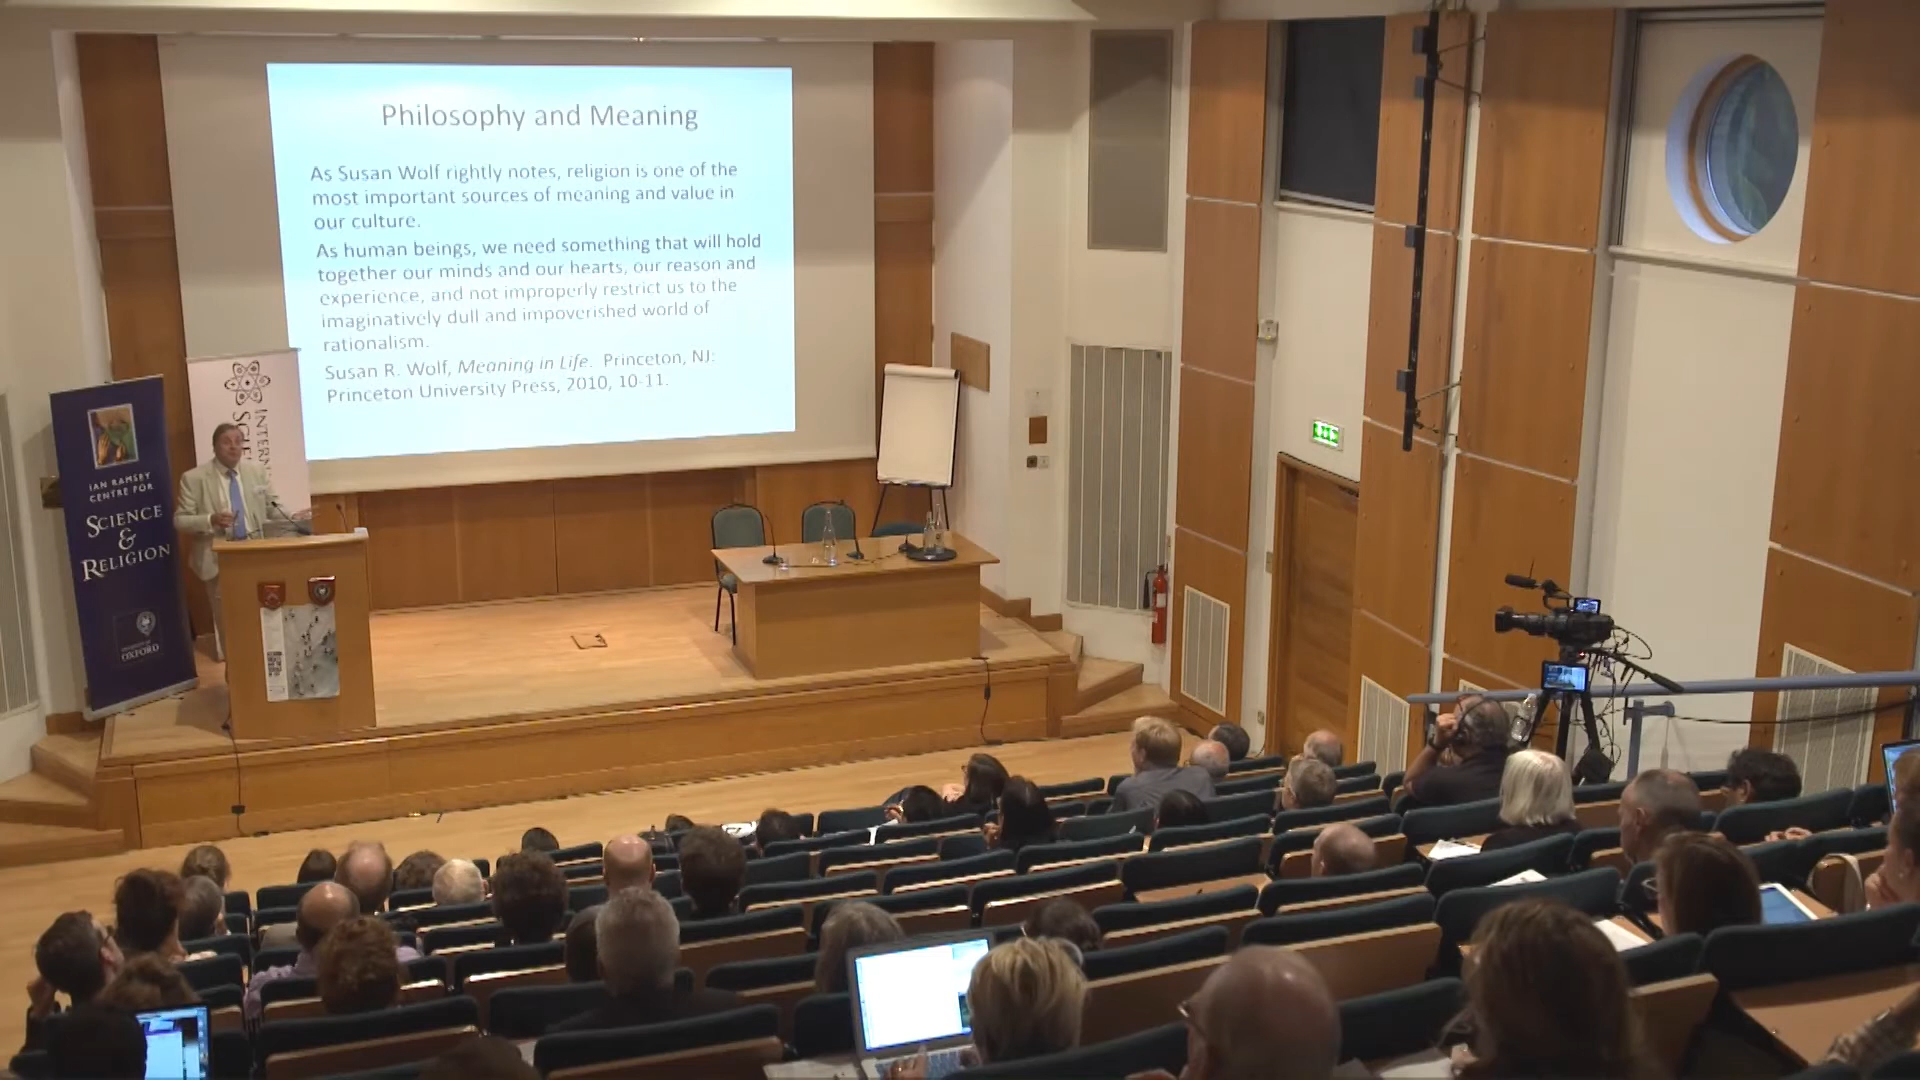 Philosophy and Meaning
As Susan Wolf rightly notes, religion is one of the
most important sources of meaning and value in
our culture.
As human beings, we need something that will hold
together our minds and our hearts, our reason and
experience, and not improperly restrict us to the
imaginatively dull and impoverished world of
rationalism.
Susan R. Wolf, Meaning in Life. Princeton, NJ:
Princeton University Press, 2010, 10-11.
INTERN
SCIE
IAN RAMSEY
CENTRE FOR
SCIENCE
&
RELIGION
OXFORD